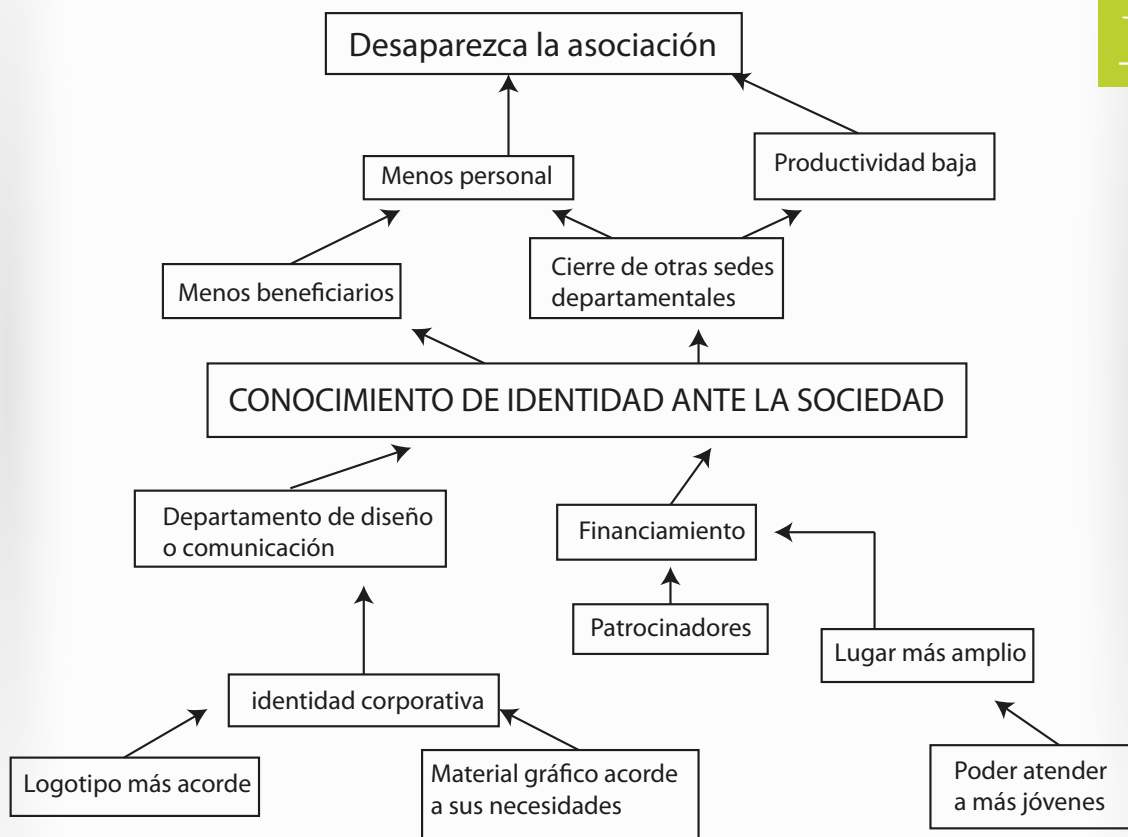 Desaparezca la asociación
Productividad baja
Menos personal
Cierre de otras sedes
departamentales
Menos beneficiarios
CONOCIMIENTO DE IDENTIDAD ANTE LA SOCIEDAD
Departamento de diseño
o comunicación
Financiamiento
Patrocinadores
Lugar más amplio
identidad corporativa
Logotipo más acorde
Material gráfico acorde
a sus necesidades
Poder atender
a más jóvenes